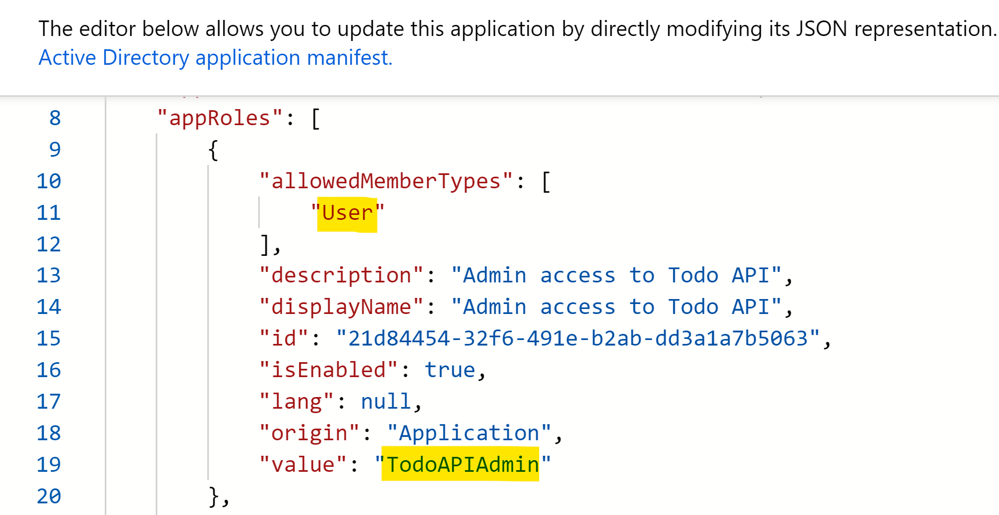 The editor below allows you to update this application by directly modifying its JSON representation.
Active Directory application manifest.
8 "appRoles": [
9 {
10 "allowedMemberTypes": [
11 "User"
12 ],
13 "description": "Admin access to Todo API",
14 "displayName": "Admin access to Todo API",
15 "id": "21d84454-32f6-491e-b2ab-dd3a1a7b5063",
16 "isEnabled": true,
17 "lang": null,
18 "origin": "Application",
19 "value": "TodoAPIAdmin"
20 },